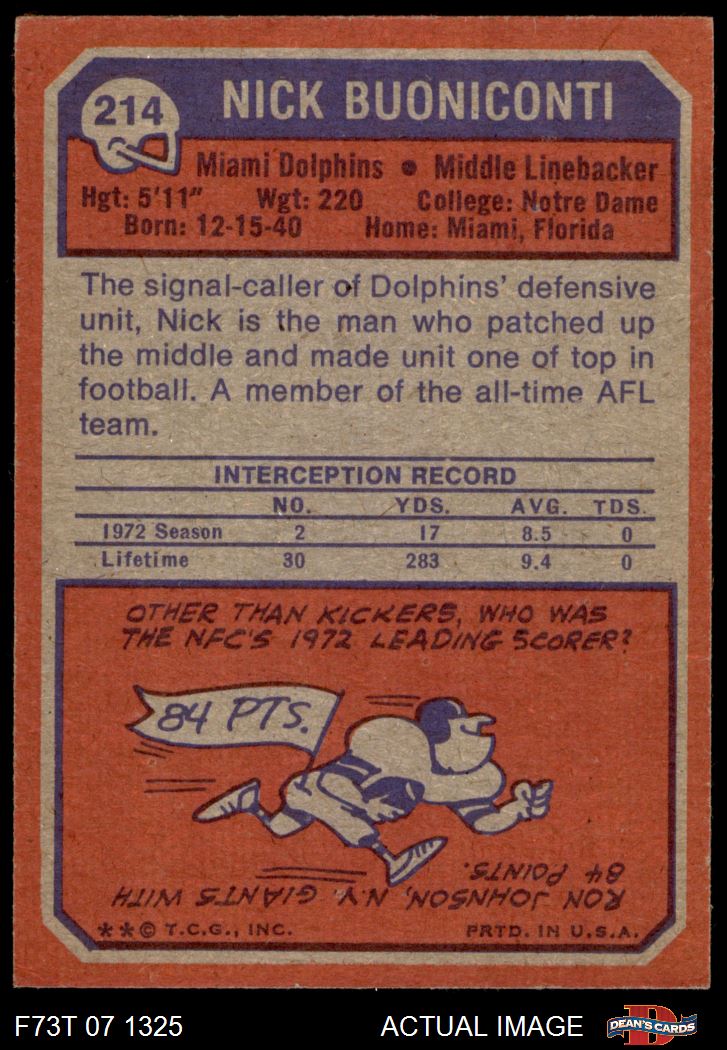 214
NICK BUONICONTI
Miami Dolphins • Middle Linebacker
Hgt: 5'11" Wgt: 220 College: Notre Dame
Born: 12-15-40 Home: Miami, Florida
The signal-caller of Dolphins' defensive
unit, Nick is the man who patched up
the middle and made unit one of top in
football. A member of the all-time AFL
team.
INTERCEPTION RECORD
NO. YDS. AVG. TDS.
1972 Season 2 17 8.5 0
Lifetime 30 283 9.4 0
OTHER THAN KICKERS, WHO WAS
THE NFC'S 1972 LEADING SCORER?
84 PTS.
RON JOHNSON, N.Y. GIANTS WITH
84 POINTS.
**© T.C.G., INC. PRTD. IN U.S.A.
F73T 07 1325 ACTUAL IMAGE
D
DEAN'S CARDS